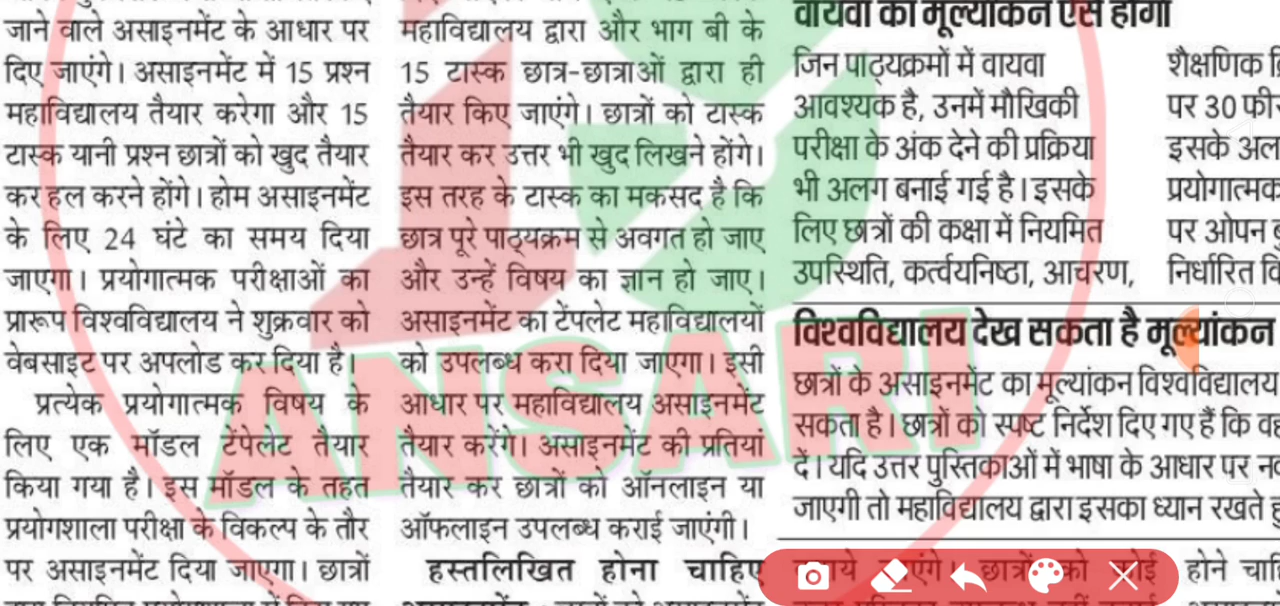 जाने वाले असाइनमेंट के आधार पर
दिए जाएंगे। असाइनमेंट में 15 प्रश्न
महाविद्यालय तैयार करेगा और 15
टास्क यानी प्रश्न छात्रों को खुद तैयार
कर हल करने होंगे। होम असाइनमेंट
के लिए 24 घंटे का समय दिया
जाएगा। प्रयोगात्मक परीक्षाओं का
प्रारूप विश्वविद्यालय ने शुक्रवार को
वेबसाइट पर अपलोड कर दिया है।
प्रत्येक प्रयोगात्मक विषय के
लिए एक मॉडल टेंपेलेट तैयार
किया गया है। इस मॉडल के तहत
प्रयोगशाला परीक्षा के विकल्प के तौर
पर असाइनमेंट दिया जाएगा। छात्रों
महाविद्यालय द्वारा और भाग बी के
15 टास्क छात्र-छात्राओं द्वारा ही
तैयार किए जाएंगे। छात्रों को टास्क
तैयार कर उत्तर भी खुद लिखने होंगे।
इस तरह के टास्क का मकसद है कि
छात्र पूरे पाठ्यक्रम से अवगत हो जाए
और उन्हें विषय का ज्ञान हो जाए।
असाइनमेंट का टेंपलेट महाविद्यालयों
को उपलब्ध करा दिया जाएगा। इसी
आधार पर महाविद्यालय असाइनमेंट
तैयार करेंगे। असाइनमेंट की प्रतियां
तैयार कर छात्रों को ऑनलाइन या
ऑफलाइन उपलब्ध कराई जाएंगी।
हस्तलिखित होना चाहिए
वायवा का मूल्यांकन ऐसे होगा
जिन पाठ्यक्रमों में वायवा
आवश्यक है, उनमें मौखिकी
परीक्षा के अंक देने की प्रक्रिया
भी अलग बनाई गई है। इसके
लिए छात्रों की कक्षा में नियमित
उपस्थिति, कर्त्वयनिष्ठा, आचरण,
शैक्षणिक
पर 30
इसके
प्रयोगात्मक
पर ओपन
निर्धारित
विश्वविद्यालय देख सकता है मूल्यांकन
छात्रों के असाइनमेंट का मूल्यांकन विश्वविद्यालय
सकता है। छात्रों को स्पष्ट निर्देश दिए गए हैं कि
दें। यदि उत्तर पुस्तिकाओं में भाषा के आधार पर
जाएगी तो महाविद्यालय द्वारा इसका ध्यान रखते
छात्रों को कोई होने
ANSARI